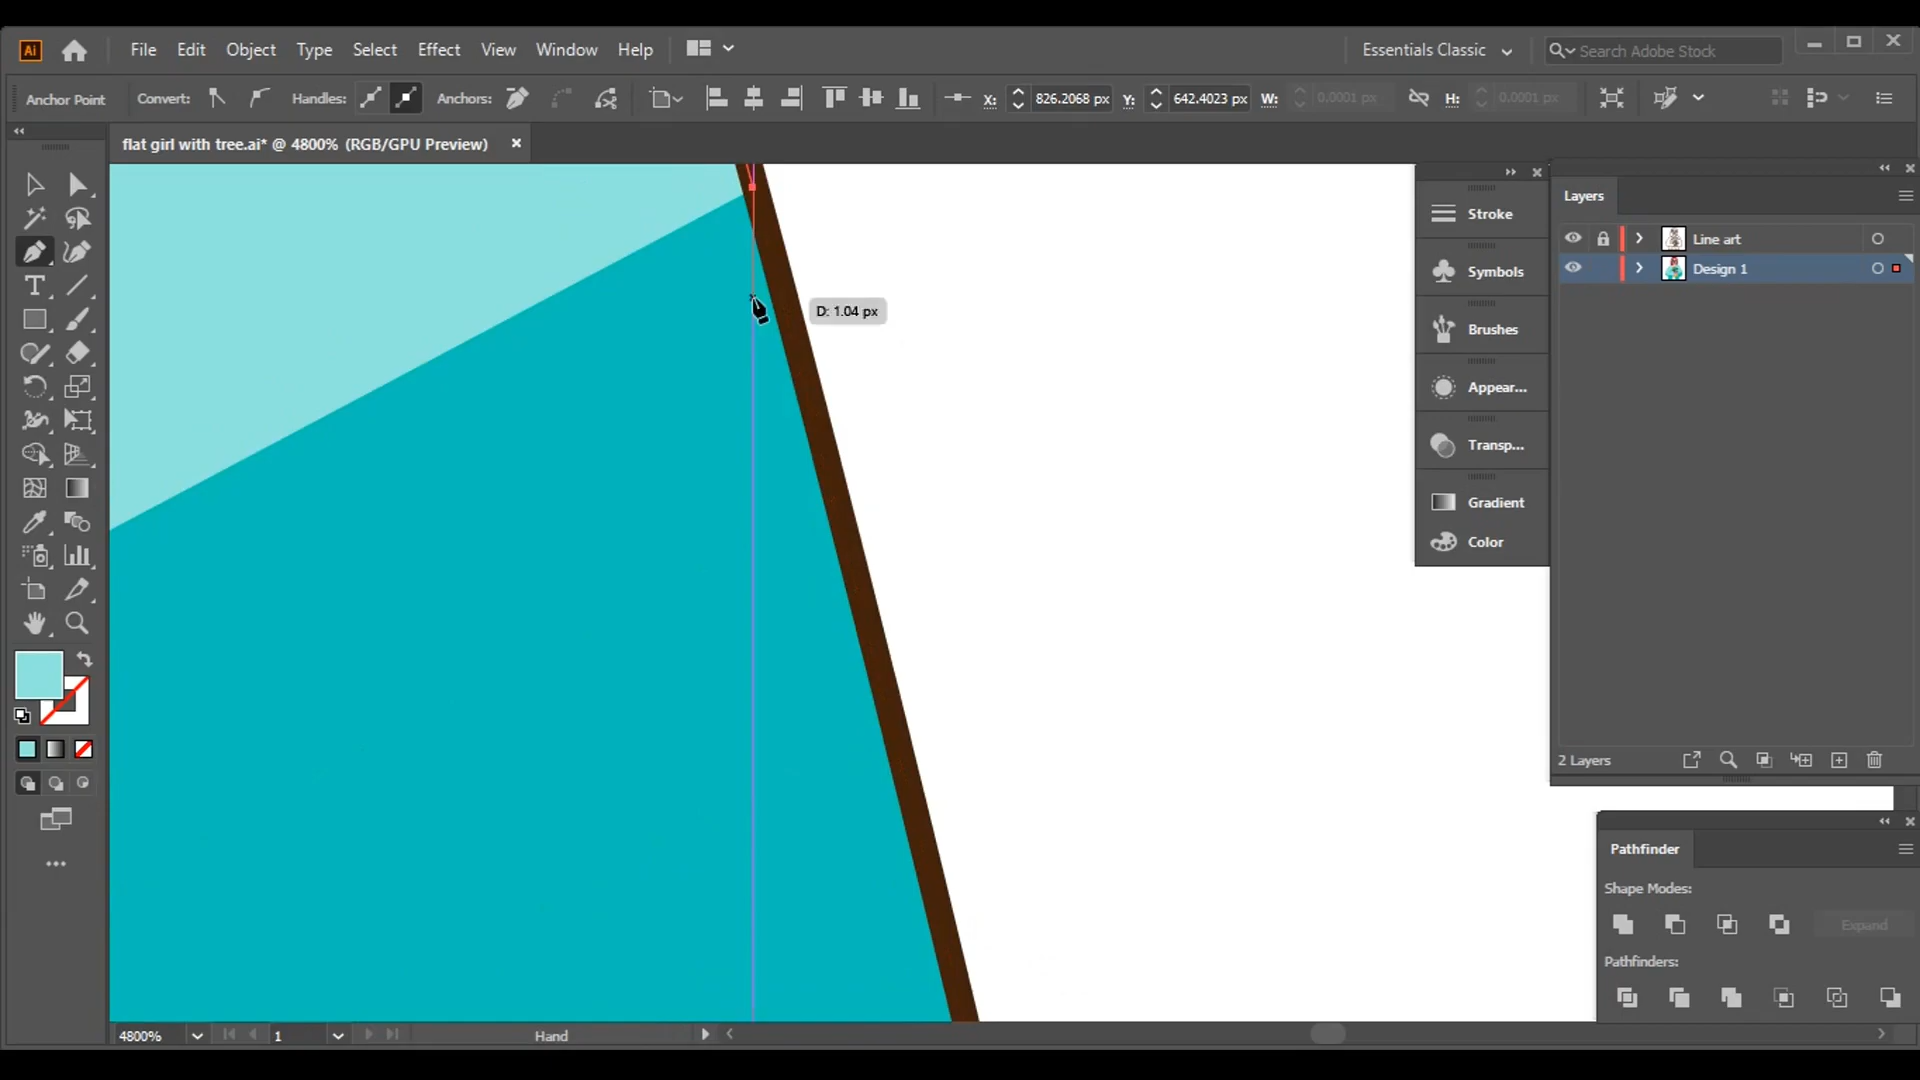 Ai File Edit Object Type Select Effect View Window Help Essentials Classic Search Adobe Stock
Anchor Point Convert: Handles: Anchors: X: 826.2068 px Y: 642.4023 px W: 0.0001 px H: 0.0001 px
flat girl with tree.ai* @ 4800% (RGB/GPU Preview)
Layers
Stroke
Line art
Design 1
Symbols
D: 1.04 px
Brushes
Appear...
Transp...
Gradient
Color
2 Layers
Pathfinder
Shape Modes:
Expand
Pathfinders:
4800% 1 Hand